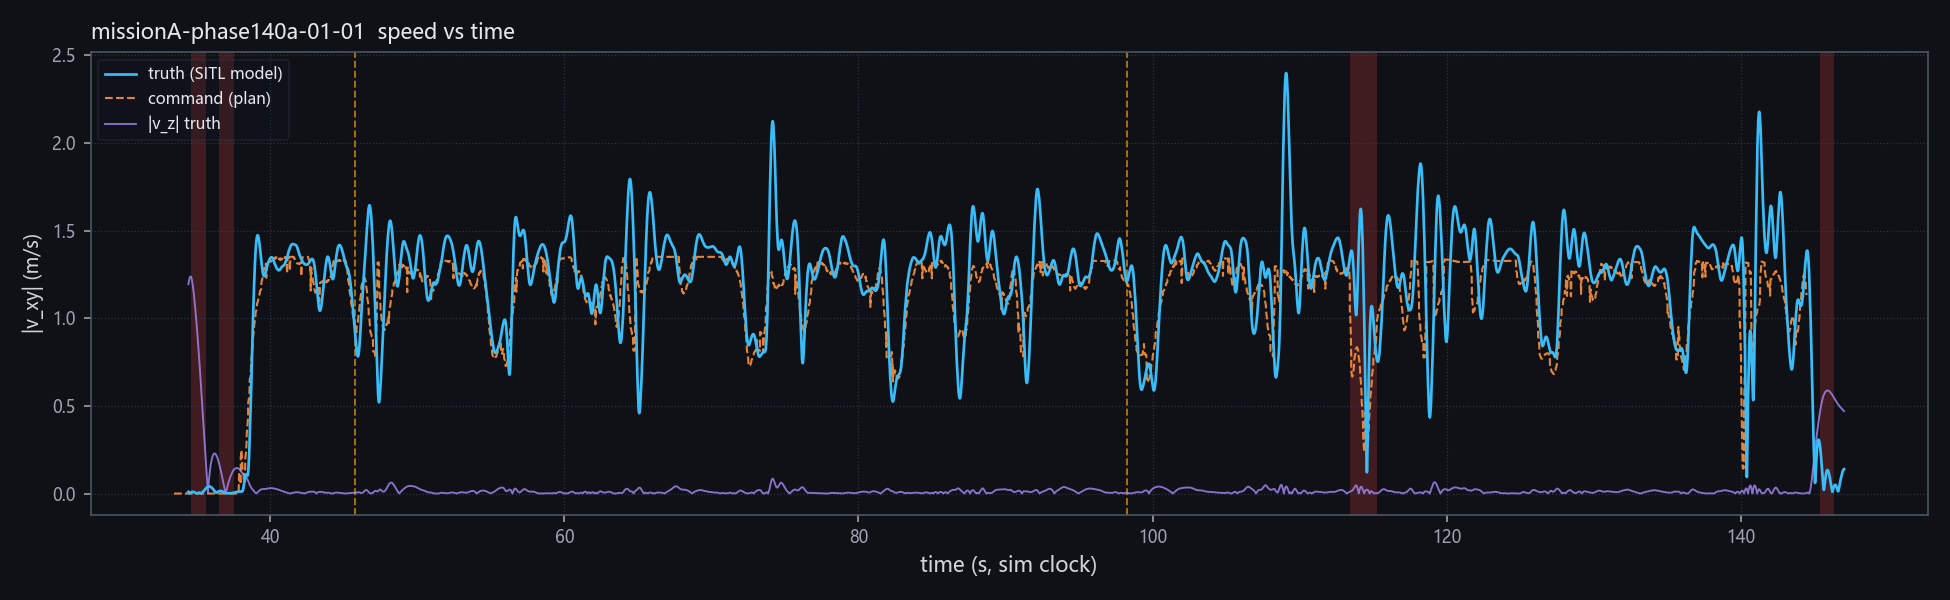 missionA-phase140a-01-01  speed vs time
2.5
2.0
1.5
1.0
0.5
0.0
|v_xy| (m/s)
truth (SITL model)
command (plan)
|v_z| truth
40 60 80 100 120 140
time (s, sim clock)